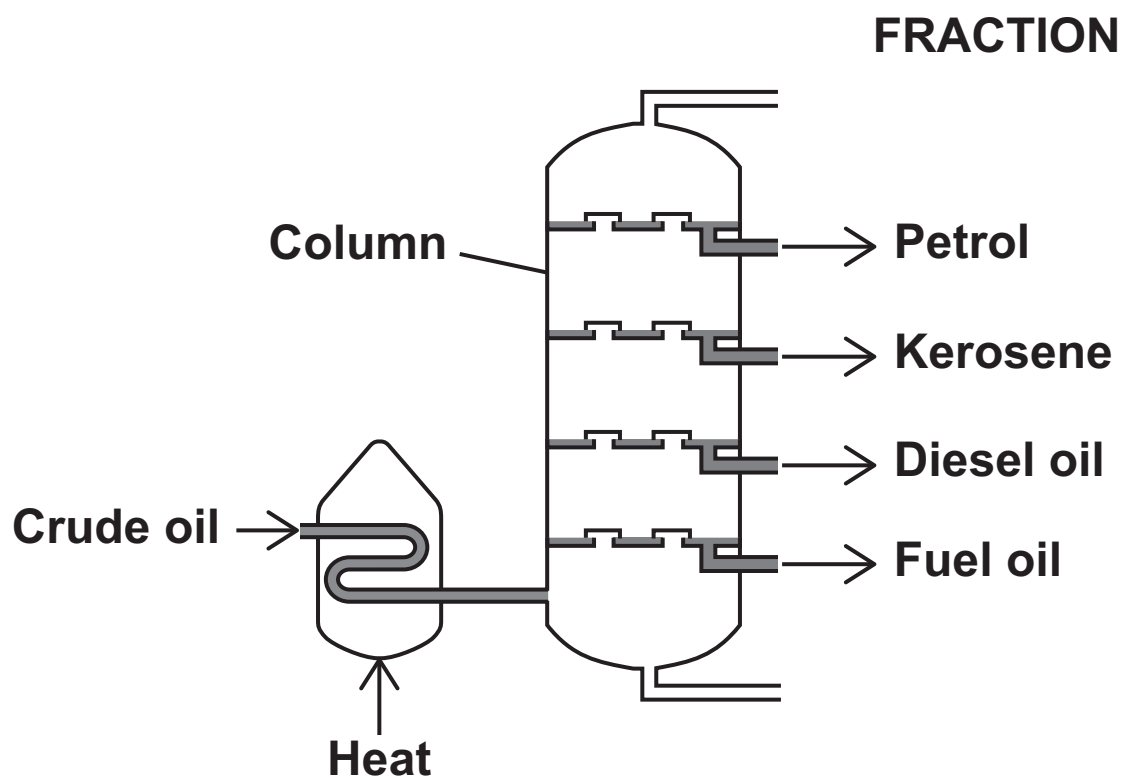 FRACTION
Column
Petrol
Kerosene
Diesel oil
Crude oil
Fuel oil
Heat